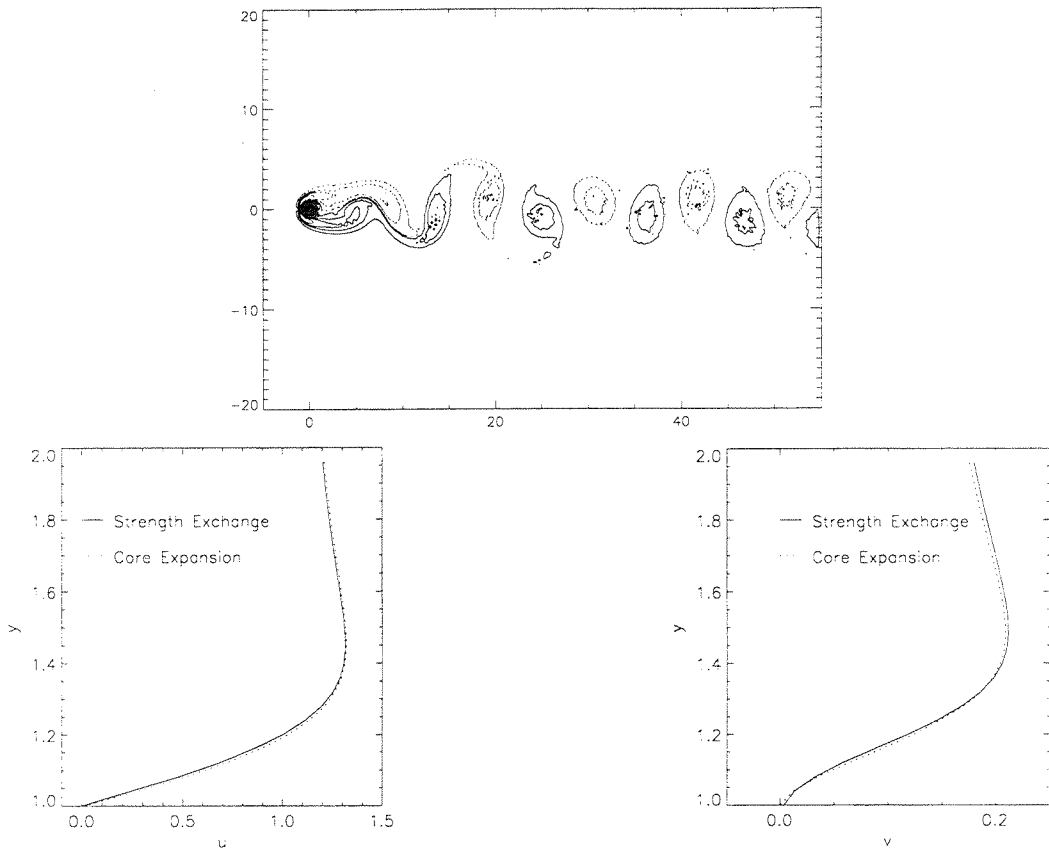 20
10
0
−10
−20
0 20 40
2.0
1.8
1.6
1.4
1.2
1.0
y
— Strength Exchange
···· Core Expansion
0.0 0.5 1.0 1.5
u
2.0
1.8
1.6
1.4
1.2
1.0
y
— Strength Exchange
···· Core Expansion
0.0 0.2
v